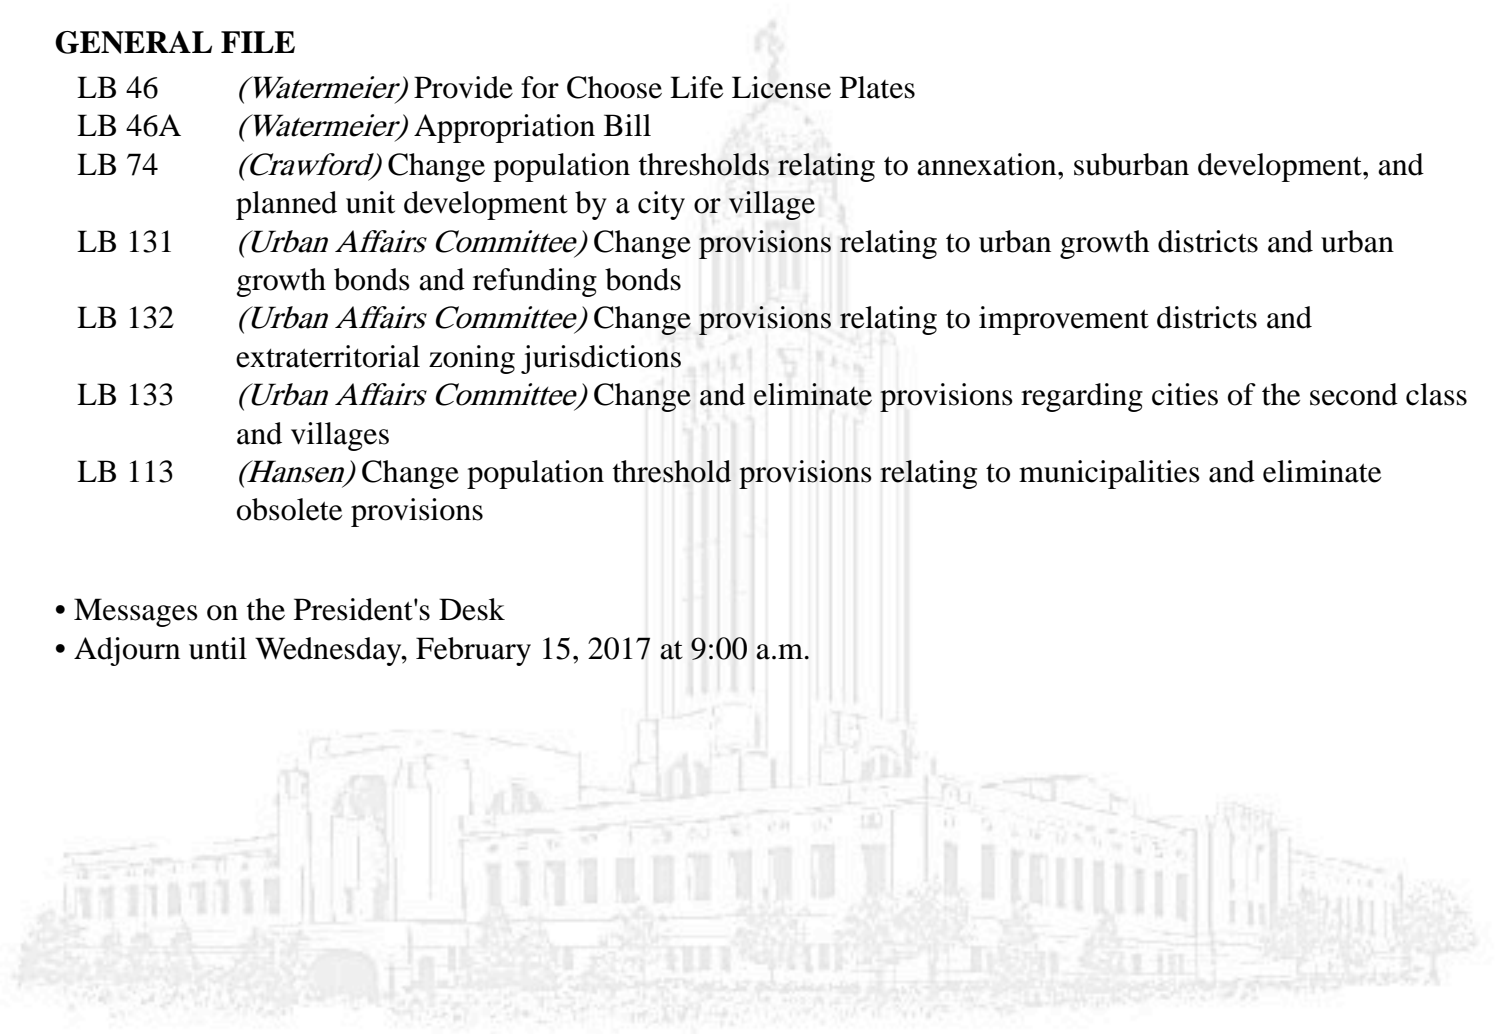 GENERAL FILE
LB 46 (Watermeier) Provide for Choose Life License Plates
LB 46A (Watermeier) Appropriation Bill
LB 74 (Crawford) Change population thresholds relating to annexation, suburban development, and
planned unit development by a city or village
LB 131 (Urban Affairs Committee) Change provisions relating to urban growth districts and urban
growth bonds and refunding bonds
LB 132 (Urban Affairs Committee) Change provisions relating to improvement districts and
extraterritorial zoning jurisdictions
LB 133 (Urban Affairs Committee) Change and eliminate provisions regarding cities of the second class
and villages
LB 113 (Hansen) Change population threshold provisions relating to municipalities and eliminate
obsolete provisions
• Messages on the President's Desk
• Adjourn until Wednesday, February 15, 2017 at 9:00 a.m.